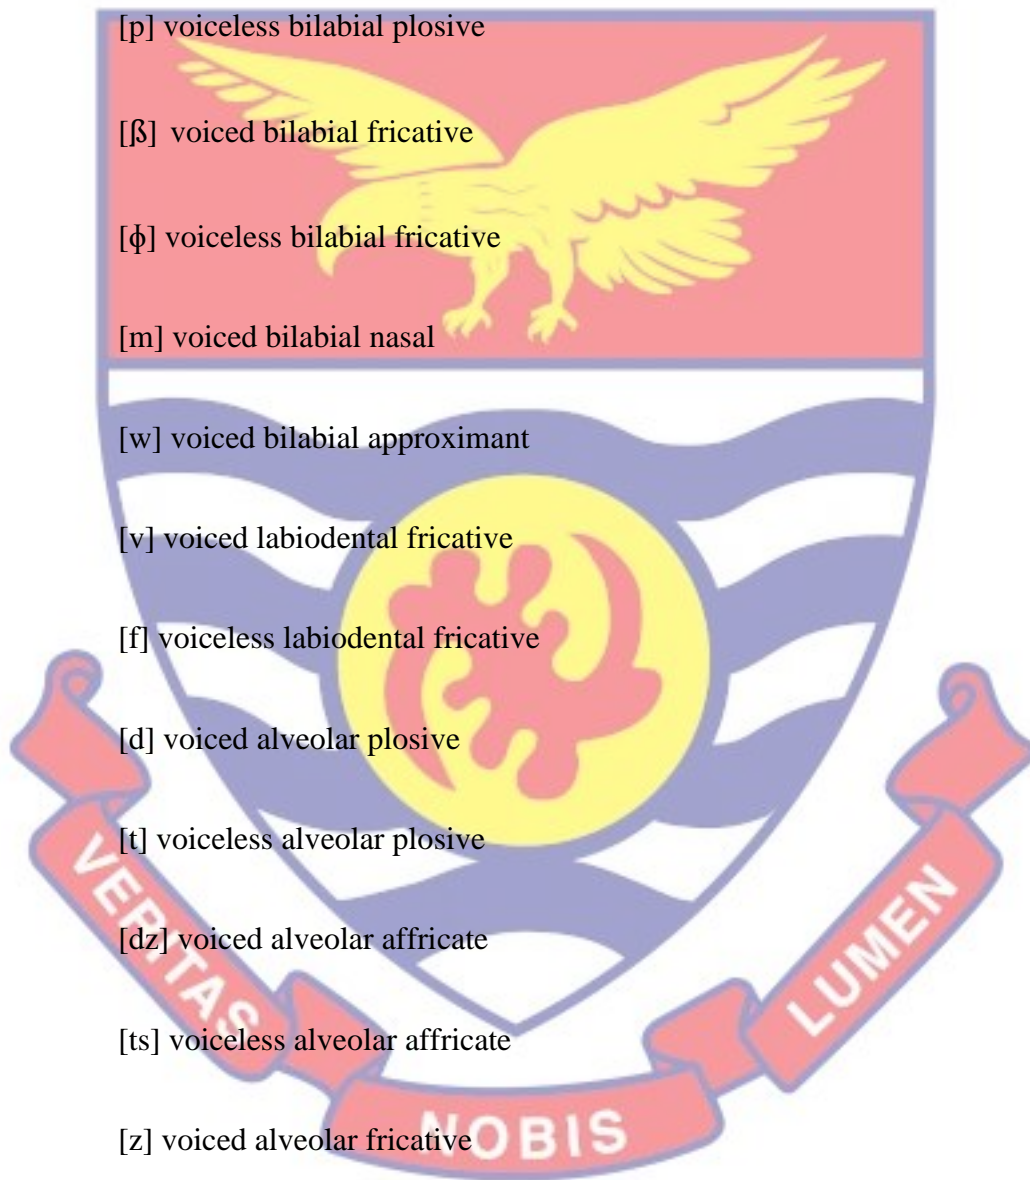 [p] voiceless bilabial plosive
[ß] voiced bilabial fricative
[ɸ] voiceless bilabial fricative
[m] voiced bilabial nasal
[w] voiced bilabial approximant
[v] voiced labiodental fricative
[f] voiceless labiodental fricative
[d] voiced alveolar plosive
[t] voiceless alveolar plosive
[dz] voiced alveolar affricate
[ts] voiceless alveolar affricate
[z] voiced alveolar fricative
VERITAS
NOBIS
LUMEN